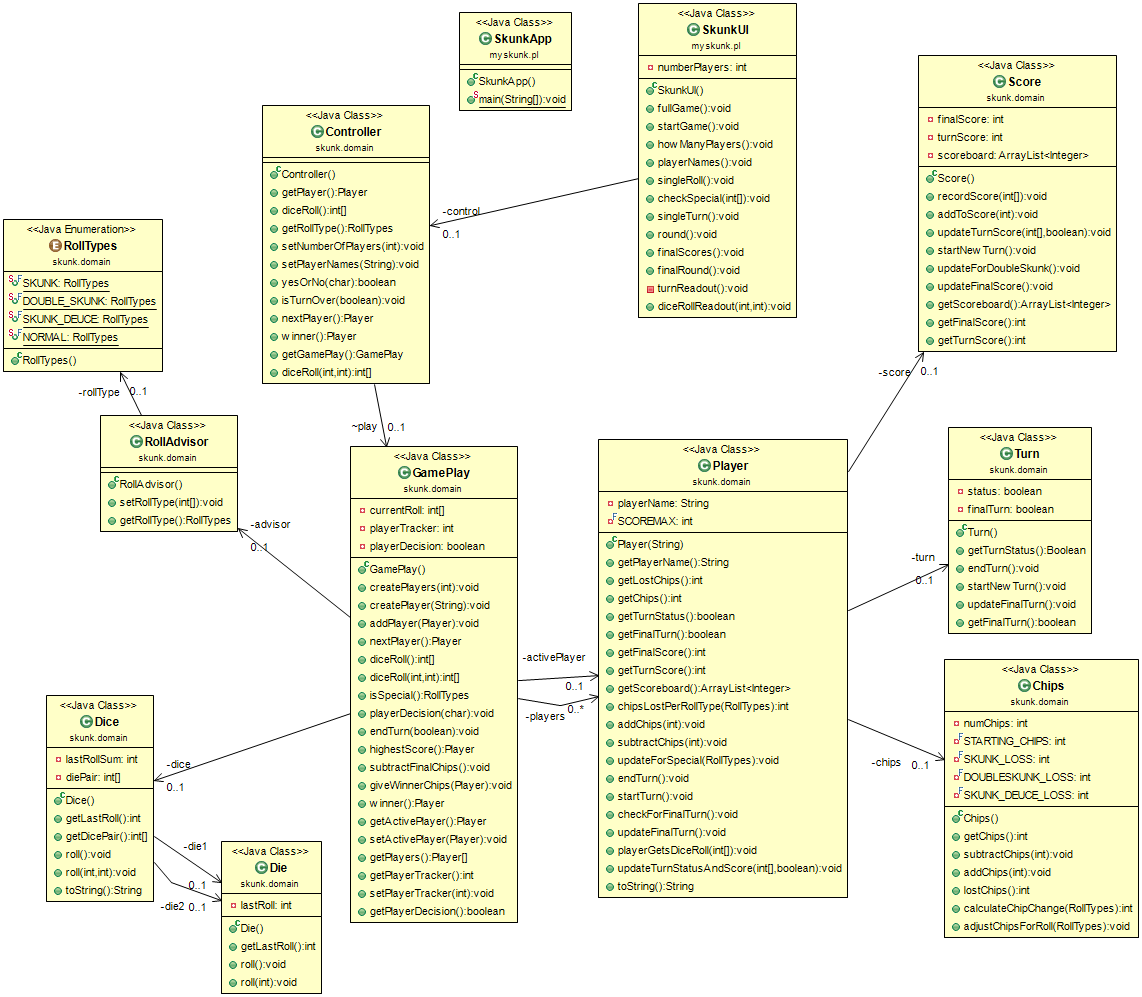 <<Java Class>>
SkunkApp
myskunk.pl
SkunkApp()
main(String[]):void
<<Java Class>>
SkunkUI
myskunk.pl
numberPlayers: int
SkunkUI()
fullGame():void
startGame():void
howManyPlayers():void
playerNames():void
singleRoll():void
checkSpecial(int[]):void
singleTurn():void
round():void
finalScores():void
finalRound():void
turnReadout():void
diceRollReadout(int,int):void
<<Java Class>>
Score
skunk.domain
finalScore: int
turnScore: int
scoreboard: ArrayList<Integer>
Score()
recordScore(int[]):void
addToScore(int):void
updateTurnScore(int[],boolean):void
startNewTurn():void
updateForDoubleSkunk():void
updateFinalScore():void
getScoreboard():ArrayList<Integer>
getFinalScore():int
getTurnScore():int
<<Java Class>>
Controller
skunk.domain
Controller()
getPlayer():Player
diceRoll():int[]
getRollType():RollTypes
setNumberOfPlayers(int):void
setPlayerNames(String):void
yesOrNo(char):boolean
isTurnOver(boolean):void
nextPlayer():Player
winner():Player
getGamePlay():GamePlay
diceRoll(int,int):int[]
-control
0..1
<<Java Enumeration>>
RollTypes
skunk.domain
SKUNK: RollTypes
DOUBLE_SKUNK: RollTypes
SKUNK_DEUCE: RollTypes
NORMAL: RollTypes
RollTypes()
-rollType 0..1
-score 0..1
~play 0..1
<<Java Class>>
RollAdvisor
skunk.domain
RollAdvisor()
setRollType(int[]):void
getRollType():RollTypes
-advisor
0..1
<<Java Class>>
GamePlay
skunk.domain
currentRoll: int[]
playerTracker: int
playerDecision: boolean
GamePlay()
createPlayers(int):void
createPlayer(String):void
addPlayer(Player):void
nextPlayer():Player
diceRoll():int[]
diceRoll(int,int):int[]
isSpecial():RollTypes
playerDecision(char):void
endTurn(boolean):void
highestScore():Player
subtractFinalChips():void
giveWinnerChips(Player):void
winner():Player
getActivePlayer():Player
setActivePlayer(Player):void
getPlayers():Player[]
getPlayerTracker():int
setPlayerTracker(int):void
getPlayerDecision():boolean
-activePlayer
0..1
-players 0..*
<<Java Class>>
Player
skunk.domain
playerName: String
SCOREMAX: int
Player(String)
getPlayerName():String
getLostChips():int
getChips():int
getTurnStatus():boolean
getFinalTurn():boolean
getFinalScore():int
getTurnScore():int
getScoreboard():ArrayList<Integer>
chipsLostPerRollType(RollTypes):int
addChips(int):void
subtractChips(int):void
updateForSpecial(RollTypes):void
endTurn():void
startTurn():void
checkForFinalTurn():void
updateFinalTurn():void
playerGetsDiceRoll(int[]):void
updateTurnStatusAndScore(int[],boolean):void
toString():String
<<Java Class>>
Turn
skunk.domain
status: boolean
finalTurn: boolean
Turn()
getTurnStatus():Boolean
endTurn():void
startNewTurn():void
updateFinalTurn():void
getFinalTurn():boolean
-turn
0..1
<<Java Class>>
Chips
skunk.domain
numChips: int
STARTING_CHIPS: int
SKUNK_LOSS: int
DOUBLESKUNK_LOSS: int
SKUNK_DEUCE_LOSS: int
Chips()
getChips():int
subtractChips(int):void
addChips(int):void
lostChips():int
calculateChipChange(RollTypes):int
adjustChipsForRoll(RollTypes):void
-chips 0..1
<<Java Class>>
Dice
skunk.domain
lastRollSum: int
diePair: int[]
Dice()
getLastRoll():int
getDicePair():int[]
roll():void
roll(int,int):void
toString():String
-dice
0..1
-die1
0..1
-die2 0..1
<<Java Class>>
Die
skunk.domain
lastRoll: int
Die()
getLastRoll():int
roll():void
roll(int):void